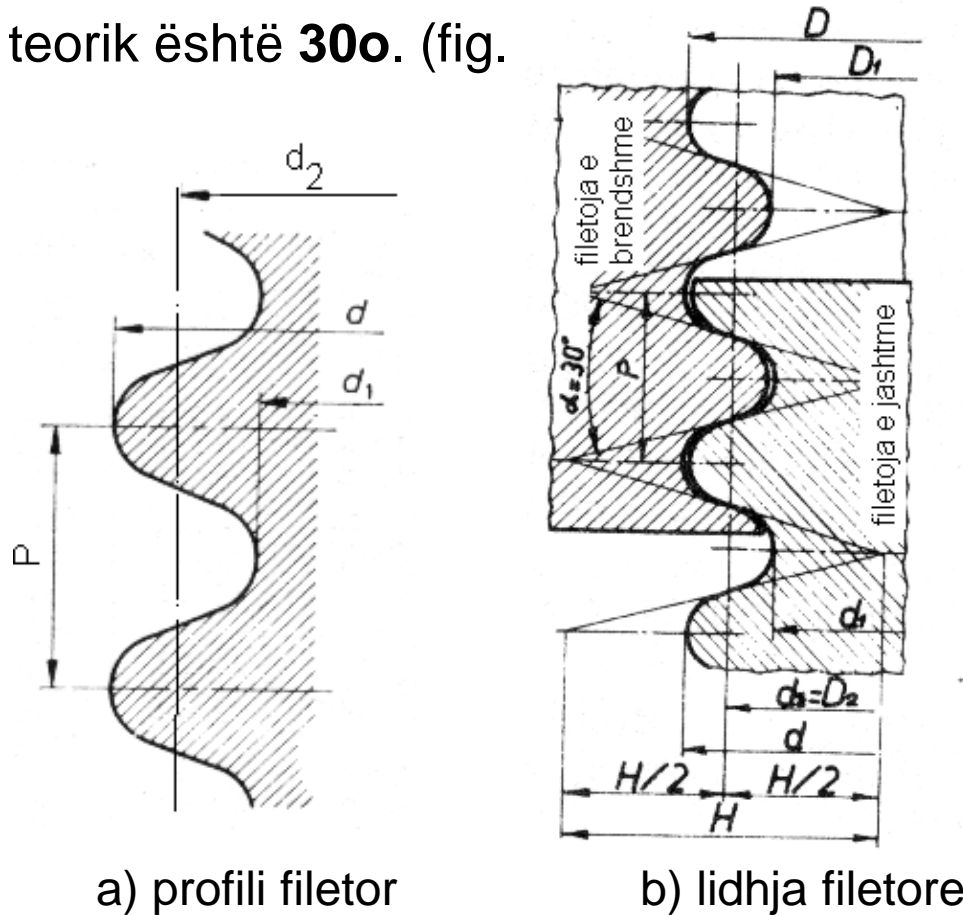 teorik është 30o. (fig.
d2
d
d1
P
a) profili filetor
D
D1
filetoja e
brendshme
α=30°
P
filetoja e jashtme
d1
d2=D2
d
H/2 H/2
H
b) lidhja filetore